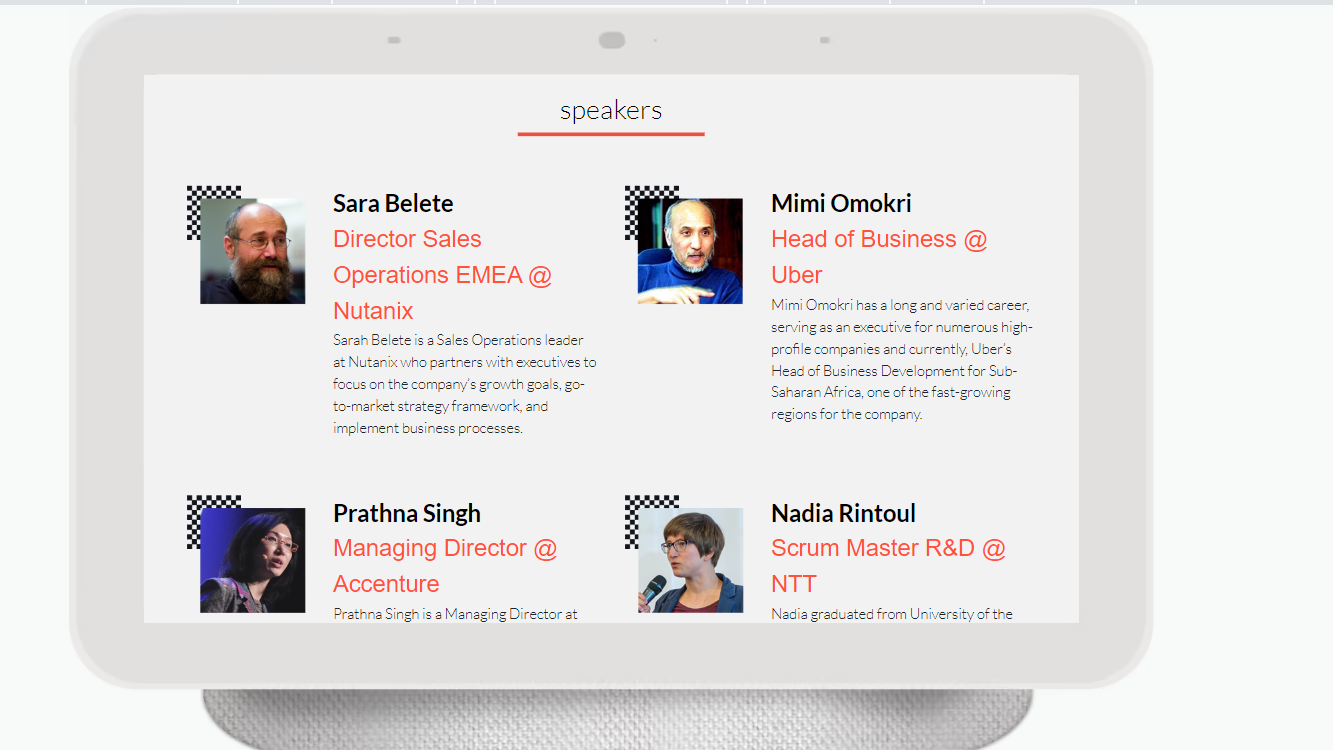 speakers
Sara Belete
Director Sales
Operations EMEA @
Nutanix
Sarah Belete is a Sales Operations leader
at Nutanix who partners with executives to
focus on the company's growth goals, go-
to-market strategy framework, and
implement business processes.
Mimi Omokri
Head of Business @
Uber
Mimi Omokri has a long and varied career,
serving as an executive for numerous high-
profile companies and currently, Uber's
Head of Business Development for Sub-
Saharan Africa, one of the fast-growing
regions for the company.
Prathna Singh
Managing Director @
Accenture
Prathna Singh is a Managing Director at
Nadia Rintoul
Scrum Master R&D @
NTT
Nadia graduated from University of the